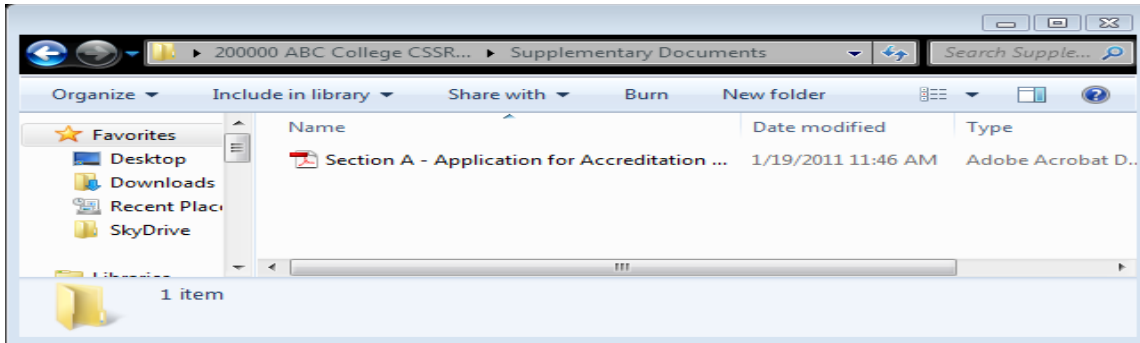 200000 ABC College CSSR... Supplementary Documents Search Supple...
Organize Include in library Share with Burn New folder
Favorites
Desktop
Downloads
Recent Plac
SkyDrive
Name Date modified Type
Section A - Application for Accreditation ... 1/19/2011 11:46 AM Adobe Acrobat D...
1 item